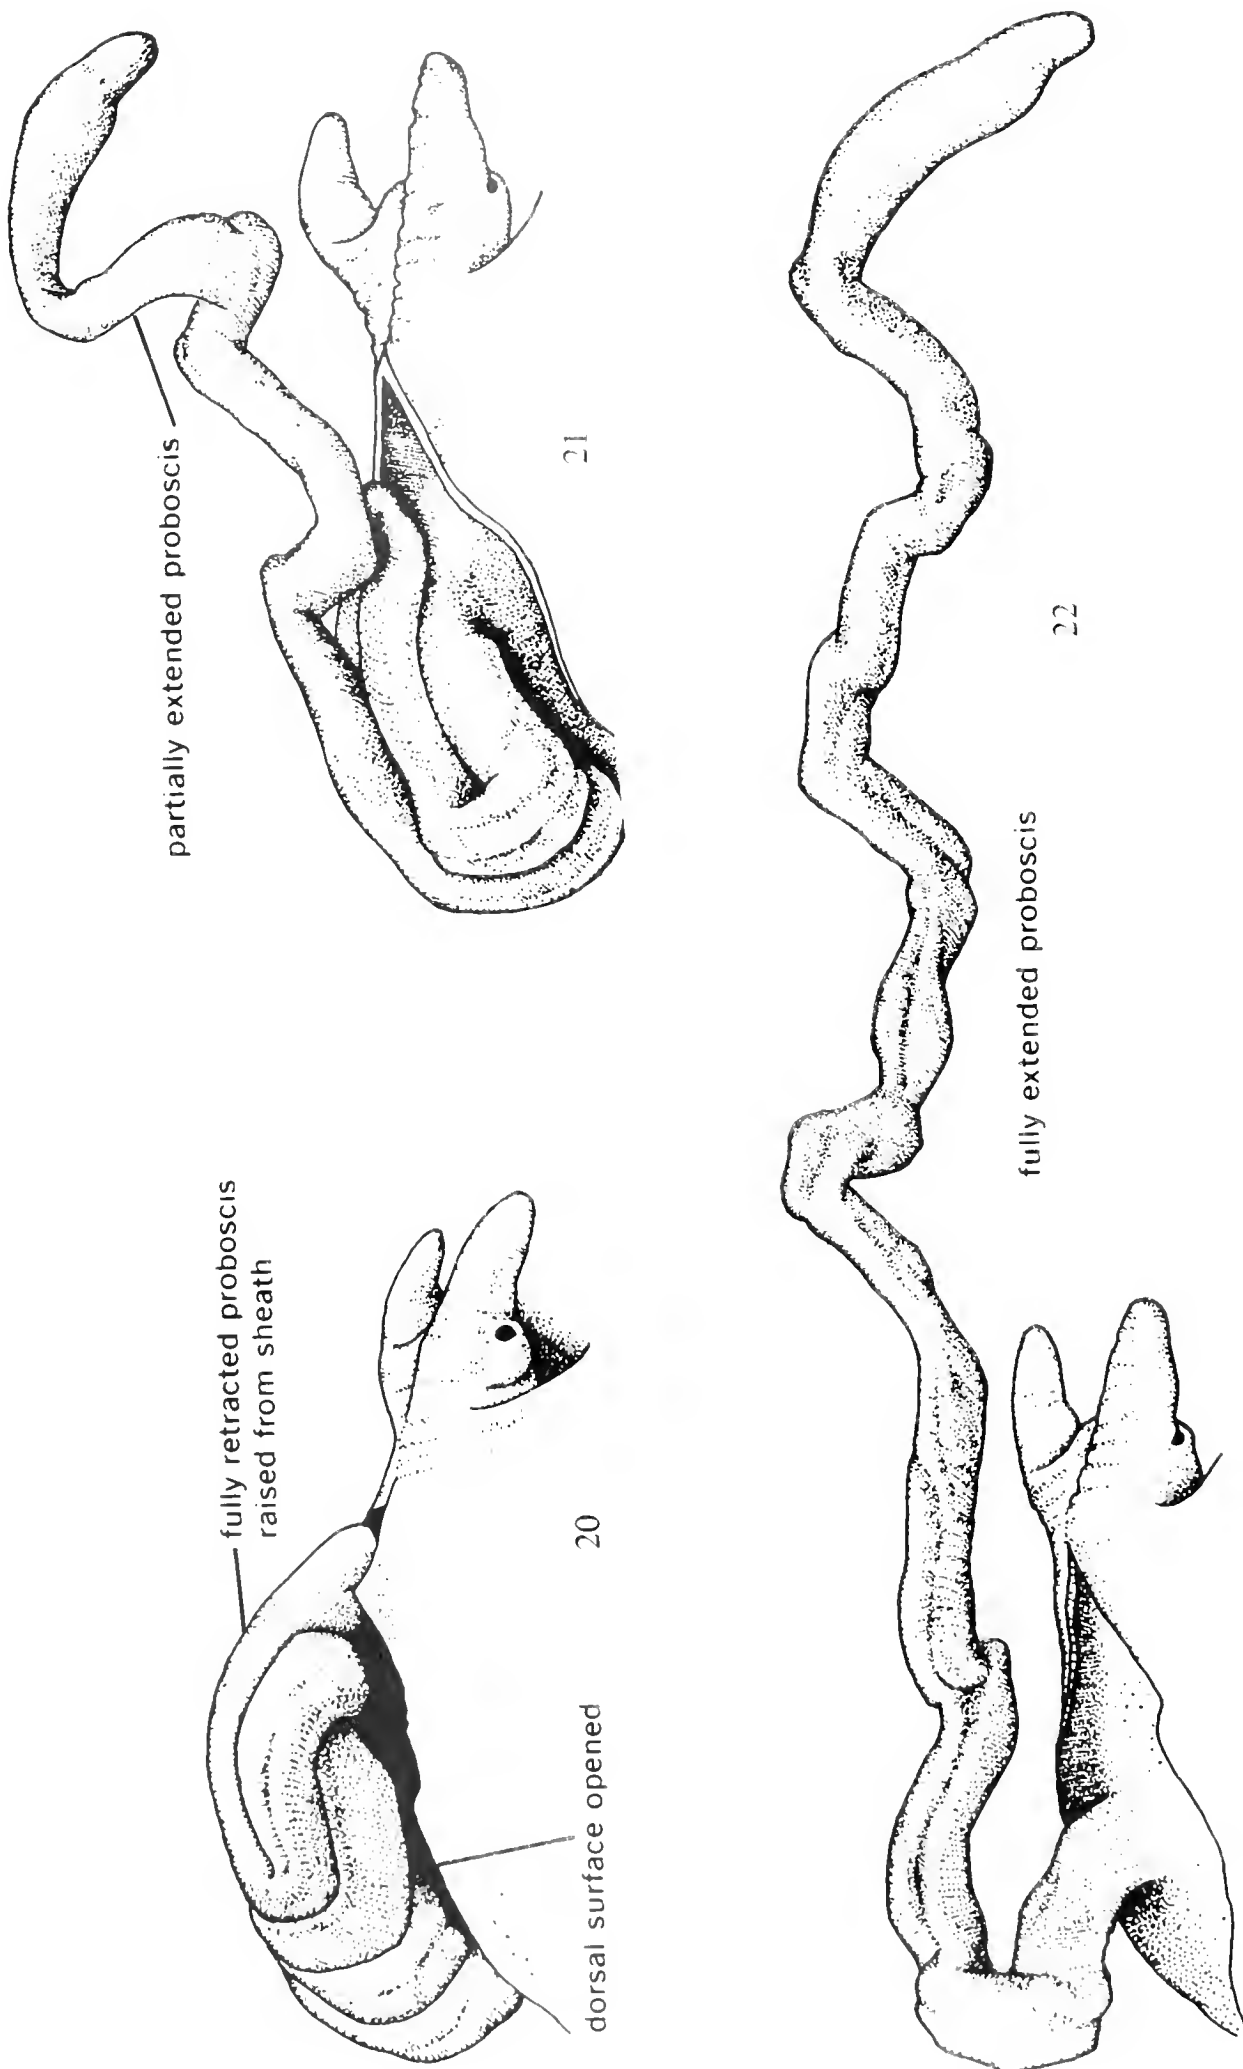 fully retracted proboscis
raised from sheath
dorsal surface opened
20
partially extended proboscis
21
fully extended proboscis
22